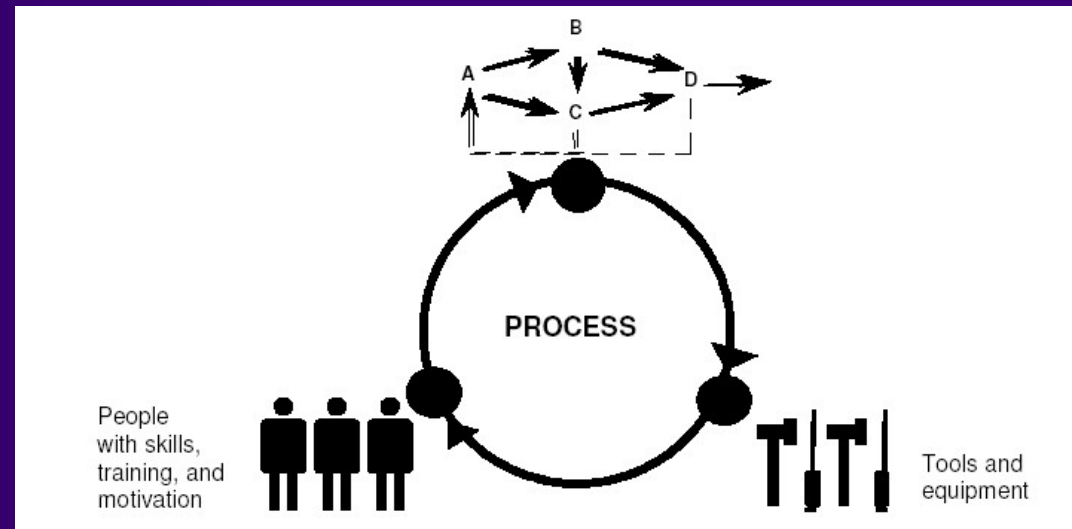 B
A
D
C
PROCESS
People
with skills,
training, and
motivation
Tools and
equipment